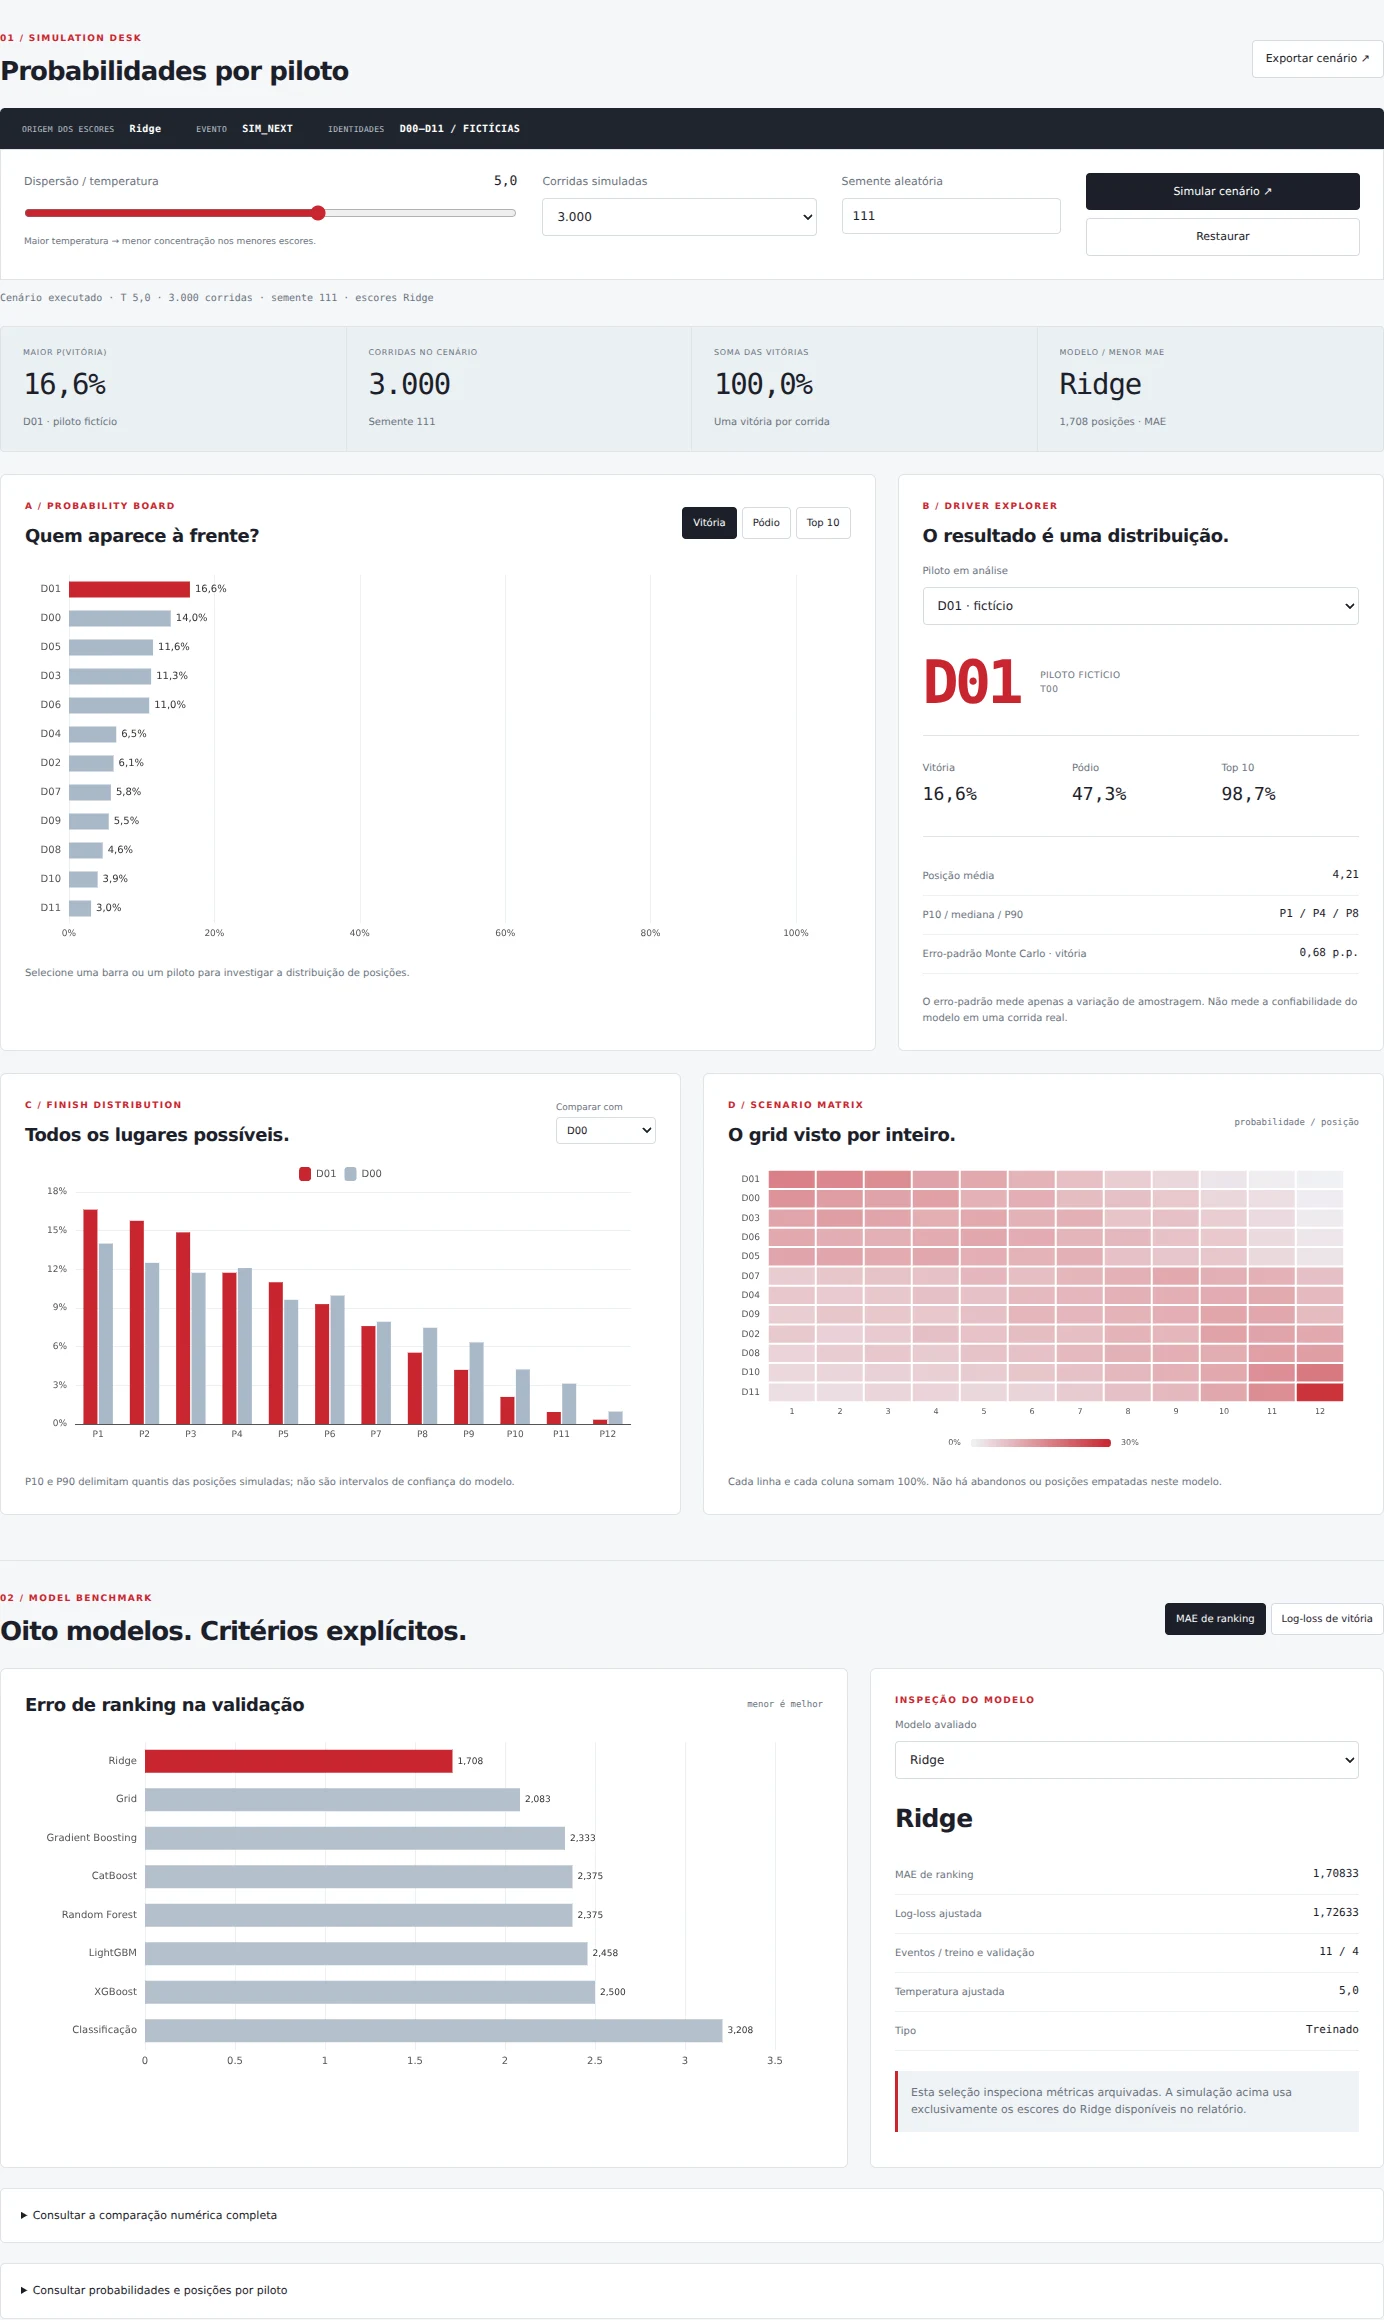 01 / SIMULATION DESK
Probabilidades por piloto
Exportar cenário ↗
ORIGEM DOS ESCORES Ridge EVENTO SIM_NEXT IDENTIDADES D00–D11 / FICTÍCIAS
Dispersão / temperatura 5,0
Maior temperatura → menor concentração nos menores escores.
Corridas simuladas
3.000
Semente aleatória
111
Simular cenário ↗
Restaurar
Cenário executado · T 5,0 · 3.000 corridas · semente 111 · escores Ridge
MAIOR P(VITÓRIA)
16,6%
D01 · piloto fictício
CORRIDAS NO CENÁRIO
3.000
Semente 111
SOMA DAS VITÓRIAS
100,0%
Uma vitória por corrida
MODELO / MENOR MAE
Ridge
1,708 posições · MAE
A / PROBABILITY BOARD
Quem aparece à frente?
Vitória Pódio Top 10
D01 16,6%
D00 14,0%
D05 11,6%
D03 11,3%
D06 11,0%
D04 6,5%
D02 6,1%
D07 5,8%
D09 5,5%
D08 4,6%
D10 3,9%
D11 3,0%
0% 20% 40% 60% 80% 100%
Selecione uma barra ou um piloto para investigar a distribuição de posições.
B / DRIVER EXPLORER
O resultado é uma distribuição.
Piloto em análise
D01 · fictício
D01
PILOTO FICTÍCIO
T00
Vitória Pódio Top 10
16,6% 47,3% 98,7%
Posição média 4,21
P10 / mediana / P90 P1 / P4 / P8
Erro-padrão Monte Carlo · vitória 0,68 p.p.
O erro-padrão mede apenas a variação de amostragem. Não mede a confiabilidade do
modelo em uma corrida real.
C / FINISH DISTRIBUTION
Todos os lugares possíveis.
Comparar com
D00
D01 D00
18%
15%
12%
9%
6%
3%
0%
P1 P2 P3 P4 P5 P6 P7 P8 P9 P10 P11 P12
P10 e P90 delimitam quantis das posições simuladas; não são intervalos de confiança do modelo.
D / SCENARIO MATRIX
O grid visto por inteiro.
probabilidade / posição
D01
D00
D03
D06
D05
D07
D04
D09
D02
D08
D10
D11
1 2 3 4 5 6 7 8 9 10 11 12
0% 30%
Cada linha e cada coluna somam 100%. Não há abandonos ou posições empatadas neste modelo.
02 / MODEL BENCHMARK
Oito modelos. Critérios explícitos.
MAE de ranking Log-loss de vitória
Erro de ranking na validação
menor é melhor
Ridge 1,708
Grid 2,083
Gradient Boosting 2,333
CatBoost 2,375
Random Forest 2,375
LightGBM 2,458
XGBoost 2,500
Classificação 3,208
0 0.5 1 1.5 2 2.5 3 3.5
INSPEÇÃO DO MODELO
Modelo avaliado
Ridge
Ridge
MAE de ranking 1,70833
Log-loss ajustada 1,72633
Eventos / treino e validação 11 / 4
Temperatura ajustada 5,0
Tipo Treinado
Esta seleção inspeciona métricas arquivadas. A simulação acima usa
exclusivamente os escores do Ridge disponíveis no relatório.
▶ Consultar a comparação numérica completa
▶ Consultar probabilidades e posições por piloto